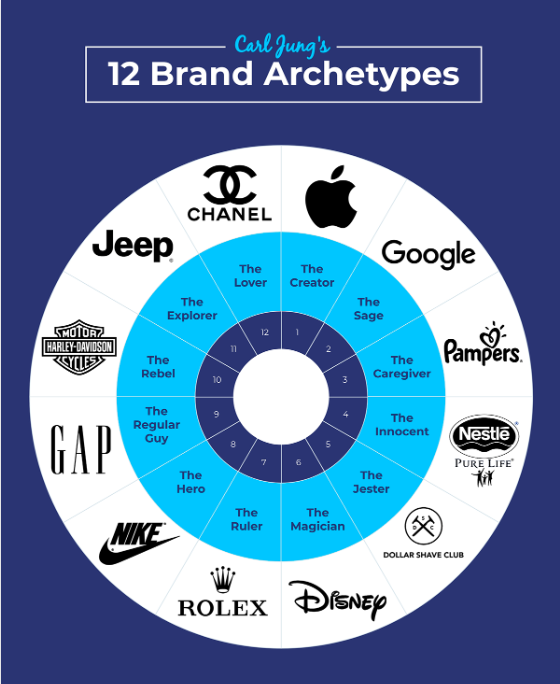 Carl Jung's
12 Brand Archetypes
CHANEL
Jeep
Google
The
Lover
The
Creator
The
Explorer
The
Sage
MOTOR
HARLEY-DAVIDSON
CYCLES
Pampers
The
Rebel
The
Caregiver
12
1
11
2
10
3
9
4
8
5
7
6
GAP
The
Regular
Guy
The
Innocent
Nestlé
PURE LIFE
The
Hero
The
Jester
The
Ruler
The
Magician
NIKE
D S
D C
DOLLAR SHAVE CLUB
ROLEX
Disney